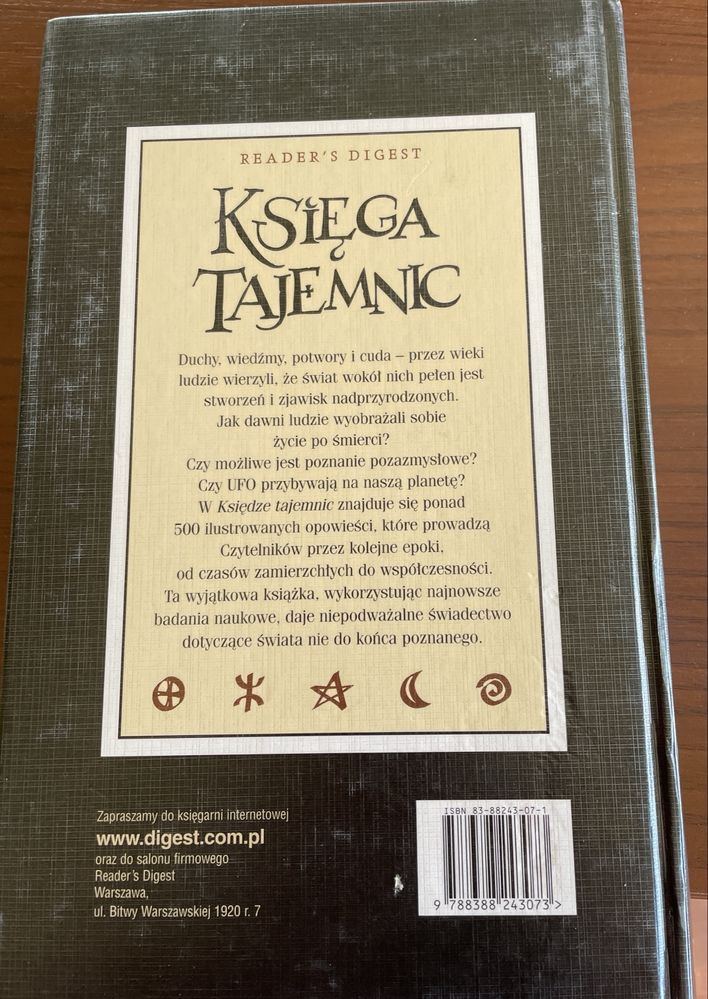 READER'S DIGEST
KSIĘGA
TAJEMNIC
Duchy, wiedźmy, potwory i cuda – przez wieki
ludzie wierzyli, że świat wokół nich pełen jest
stworzeń i zjawisk nadprzyrodzonych.
Jak dawni ludzie wyobrażali sobie
życie po śmierci?
Czy możliwe jest poznanie pozazmysłowe?
Czy UFO przybywają na naszą planetę?
W Księdze tajemnic znajduje się ponad
500 ilustrowanych opowieści, które prowadzą
Czytelników przez kolejne epoki,
od czasów zamierzchłych do współczesności.
Ta wyjątkowa książka, wykorzystując najnowsze
badania naukowe, daje niepodważalne świadectwo
dotyczące świata nie do końca poznanego.
Zapraszamy do księgarni internetowej
www.digest.com.pl
oraz do salonu firmowego
Reader's Digest
Warszawa,
ul. Bitwy Warszawskiej 1920 r. 7
ISBN 83-88243-07-1
9 788388 243073 >